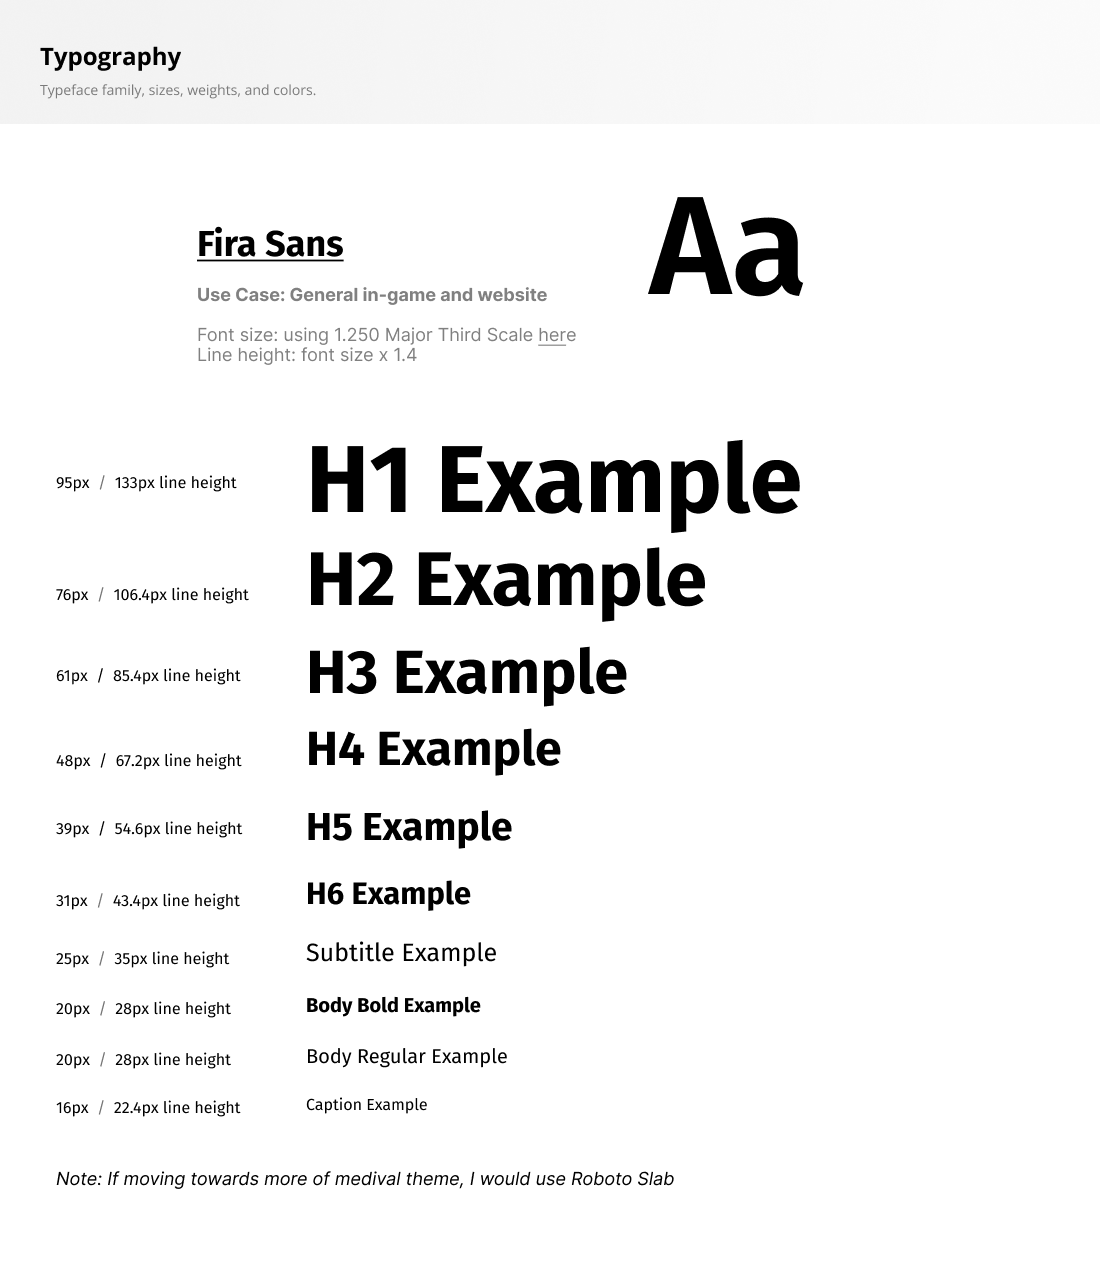 Typography
Typeface family, sizes, weights, and colors.
Fira Sans
Aa
Use Case: General in-game and website
Font size: using 1.250 Major Third Scale here
Line height: font size x 1.4
95px / 133px line height
H1 Example
76px / 106.4px line height
H2 Example
61px / 85.4px line height
H3 Example
48px / 67.2px line height
H4 Example
39px / 54.6px line height
H5 Example
31px / 43.4px line height
H6 Example
25px / 35px line height
Subtitle Example
20px / 28px line height
Body Bold Example
20px / 28px line height
Body Regular Example
16px / 22.4px line height
Caption Example
Note: If moving towards more of medival theme, I would use Roboto Slab